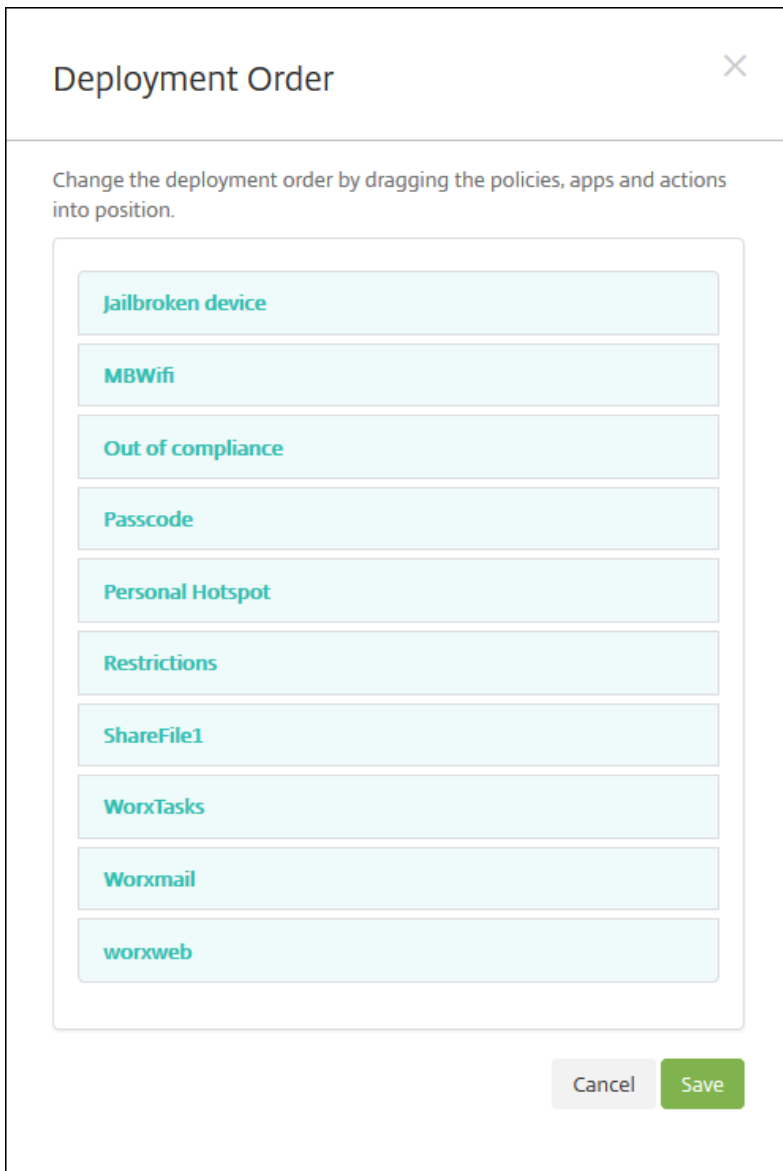 Deployment Order
Change the deployment order by dragging the policies, apps and actions
into position.
Jailbroken device
MBWifi
Out of compliance
Passcode
Personal Hotspot
Restrictions
ShareFile1
WorxTasks
Worxmail
worxweb
Cancel Save